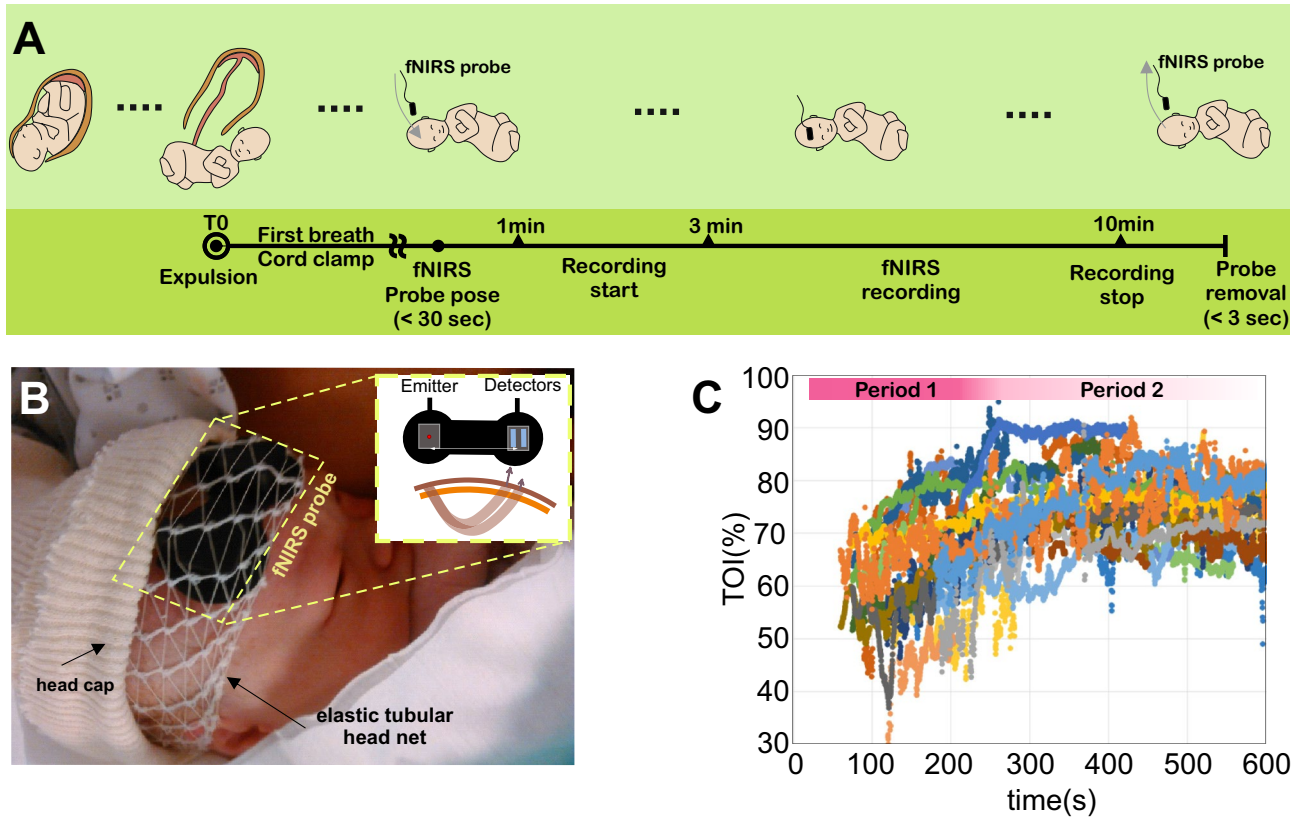 A
fNIRS probe
fNIRS probe
T0
1min
3 min
10min
First breath
Cord clamp
Expulsion
fNIRS
Probe pose
(< 30 sec)
Recording
start
fNIRS
recording
Recording
stop
Probe
removal
(< 3 sec)
B
Emitter
Detectors
fNIRS probe
head cap
elastic tubular
head net
C
Period 1
Period 2
100
90
80
70
60
50
40
30
TOI(%)
0
100
200
300
400
500
600
time(s)